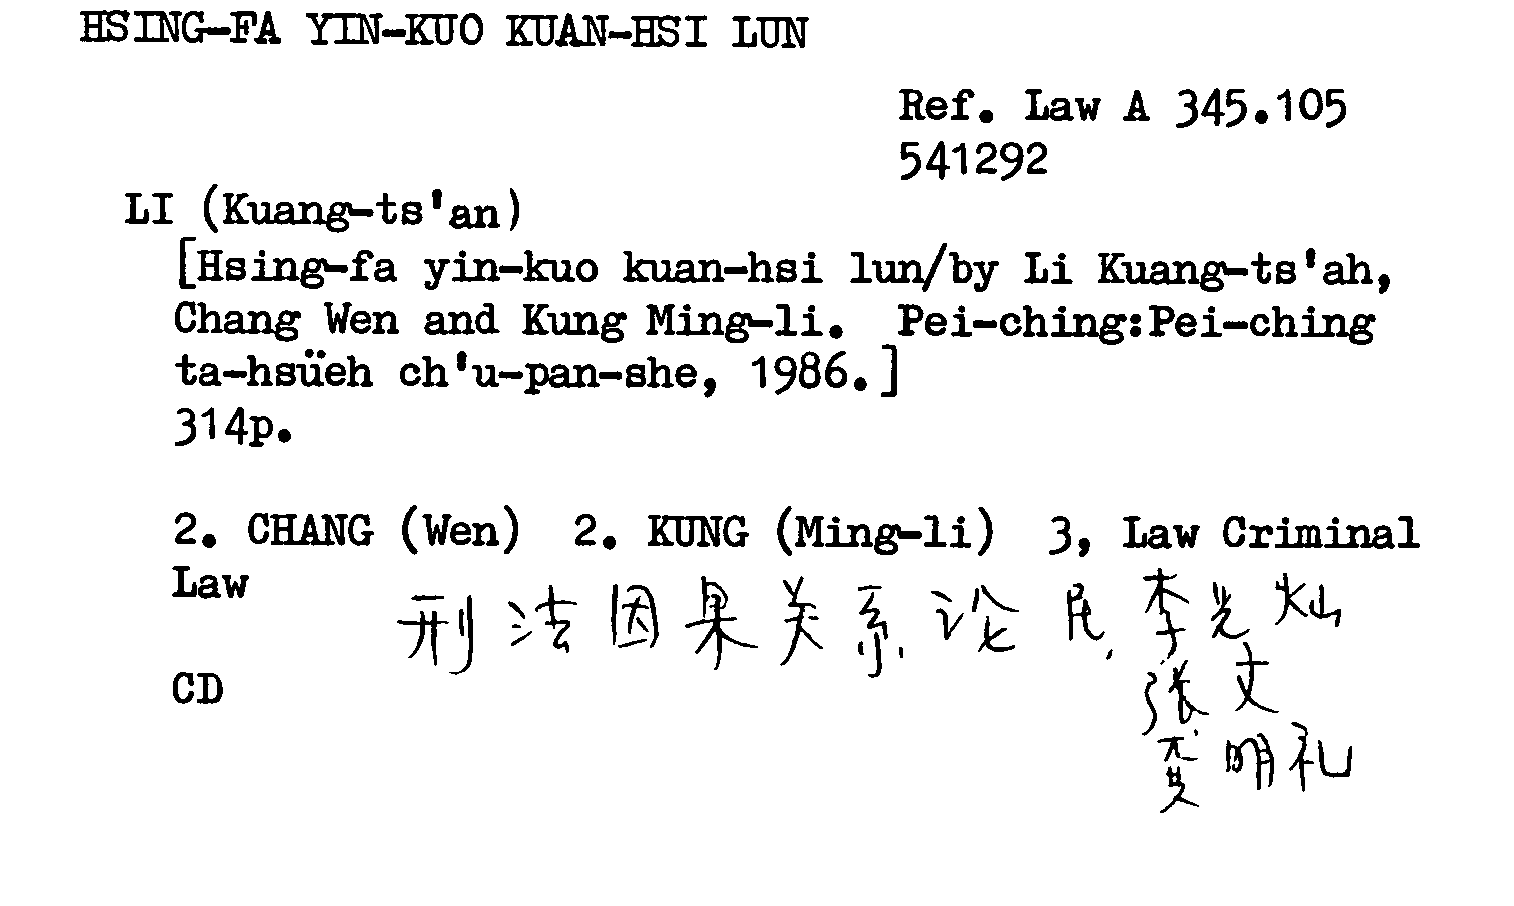 HSING-FA YIN-KUO KUAN-HSI LUN
Ref. Law A 345.105
541292
LI (Kuang-ts'an)
[Hsing-fa yin-kuo kuan-hsi lun/by Li Kuang-ts'ah,
Chang Wen and Kung Ming-li. Pei-ching:Pei-ching
ta-hsüeh ch'u-pan-she, 1986.]
314p.
2. CHANG (Wen) 2. KUNG (Ming-li) 3, Law Criminal
Law
刑法因果关系论 李光灿
张文
CD
龚明礼